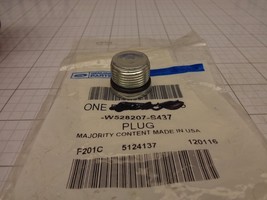 ONE
-W528207-S437
PLUG
MAJORITY CONTENT MADE IN USA
F201C 5124137 120116